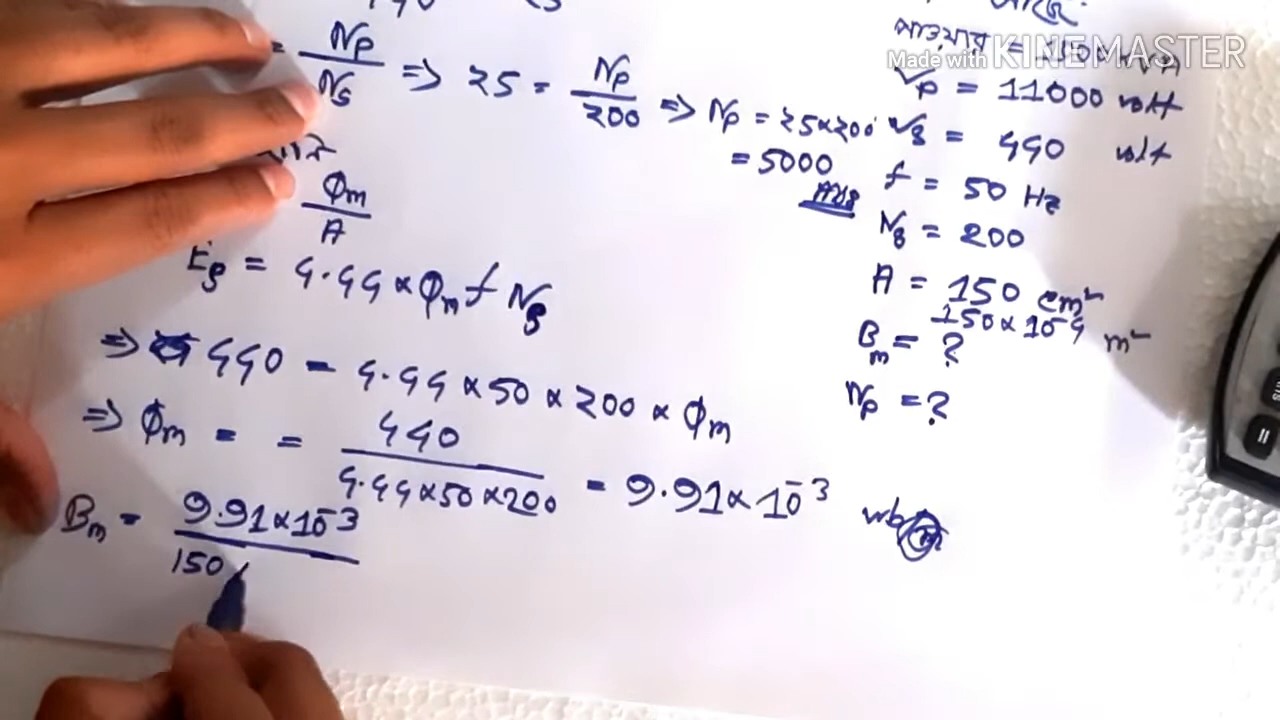 = Np/Ns => 25 = Np/200 => Np = 25×200
= 5000
Ans
Φm/A
Es = 4.44 × Φm f Ns
=> 440 = 4.44 × 50 × 200 × Φm
=> Φm = = 440/4.44×50×200 = 9.91×10⁻³ wb
Bm = 9.91×10⁻³/150
Made with KINEMASTER
Vp = 11000 volt
Vs = 440 volt
f = 50 Hz
Ns = 200
A = 150 cm²
150×10⁻⁴ m²
Bm = ?
Np = ?